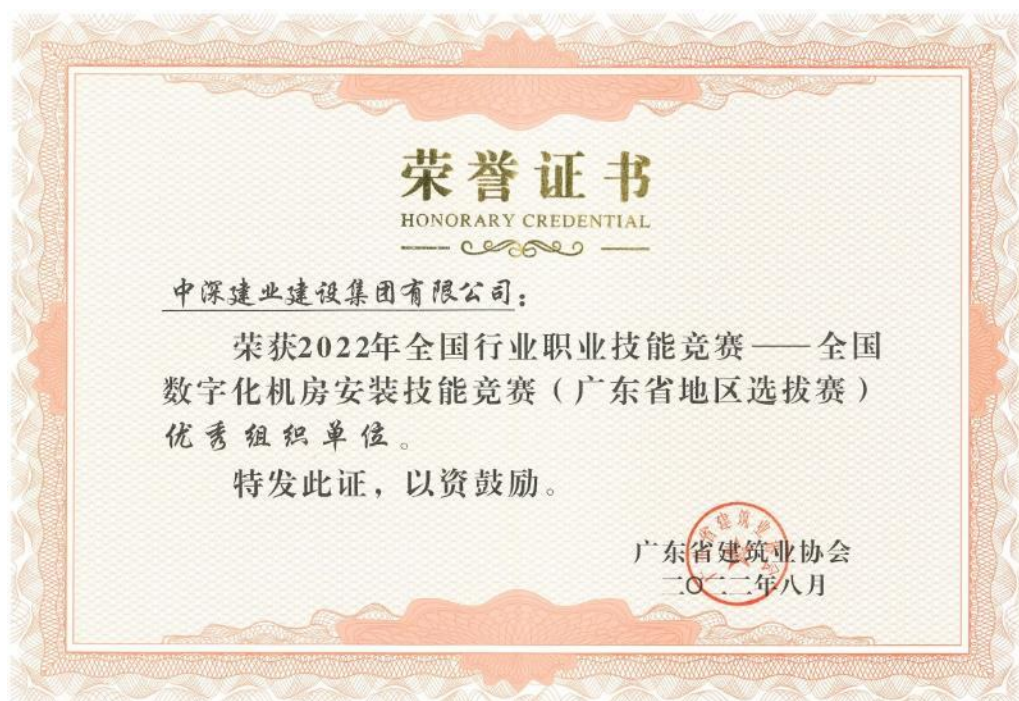 荣誉证书
HONORARY CREDENTIAL
中深建业建设集团有限公司：
荣获2022年全国行业职业技能竞赛——全国
数字化机房安装技能竞赛（广东省地区选拔赛）
优秀组织单位。
特发此证，以资鼓励。
广东省建筑业协会
二〇二二年八月